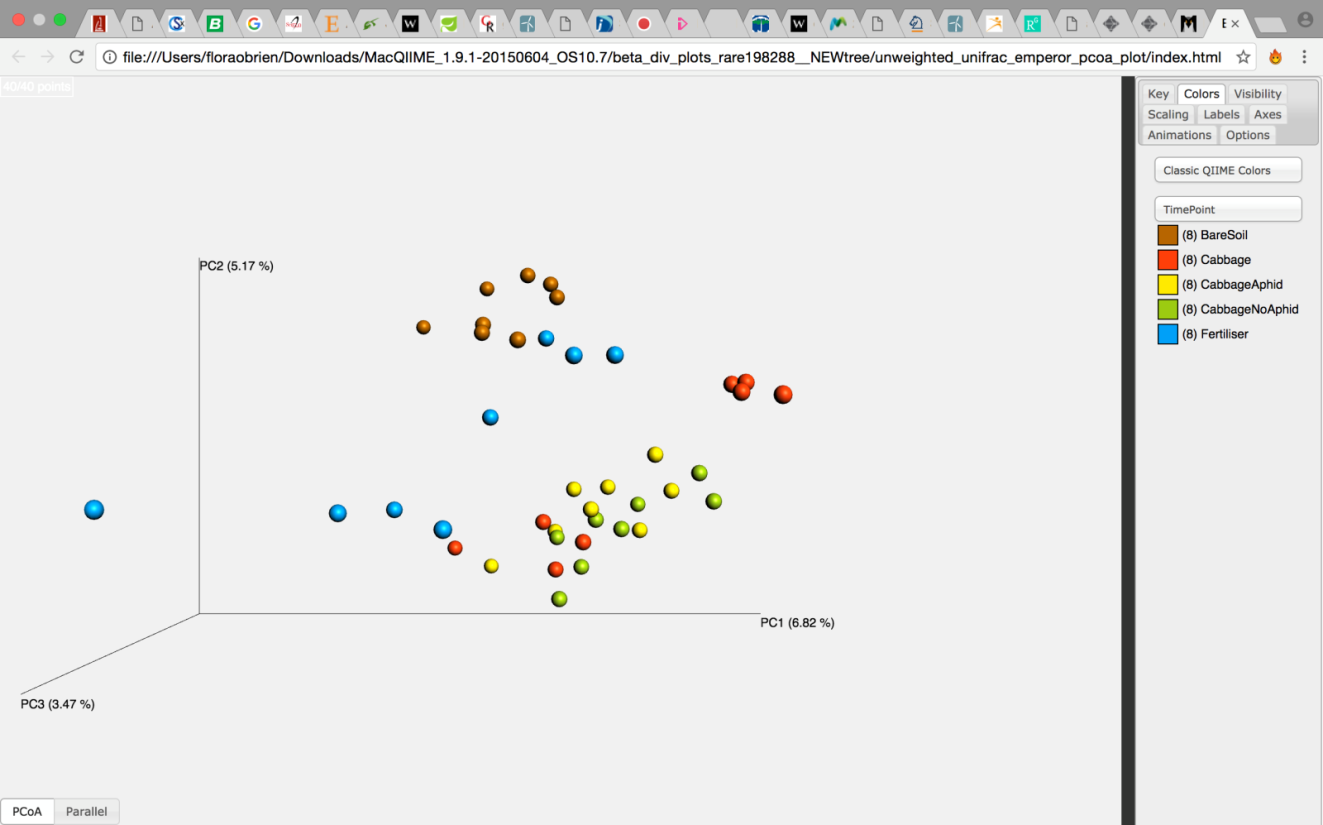 E
file:///Users/floraobrien/Downloads/MacQIIME_1.9.1-20150604_OS10.7/beta_div_plots_rare198288__NEWtree/unweighted_unifrac_emperor_pcoa_plot/index.html
40/40 points
Key Colors Visibility
Scaling Labels Axes
Animations Options
Classic QIIME Colors
TimePoint
(8) BareSoil
(8) Cabbage
(8) CabbageAphid
(8) CabbageNoAphid
(8) Fertiliser
PC2 (5.17 %)
PC1 (6.82 %)
PC3 (3.47 %)
PCoA Parallel